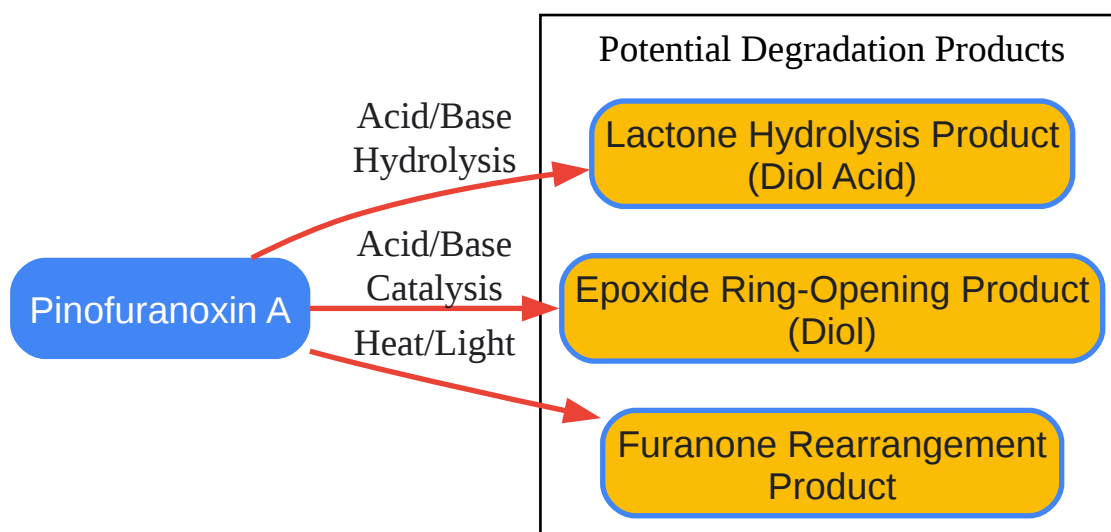 Potential Degradation Products
Acid/Base
Hydrolysis
Lactone Hydrolysis Product
(Diol Acid)
Acid/Base
Catalysis
Epoxide Ring-Opening Product
(Diol)
Pinofuranoxin A
Heat/Light
Furanone Rearrangement
Product